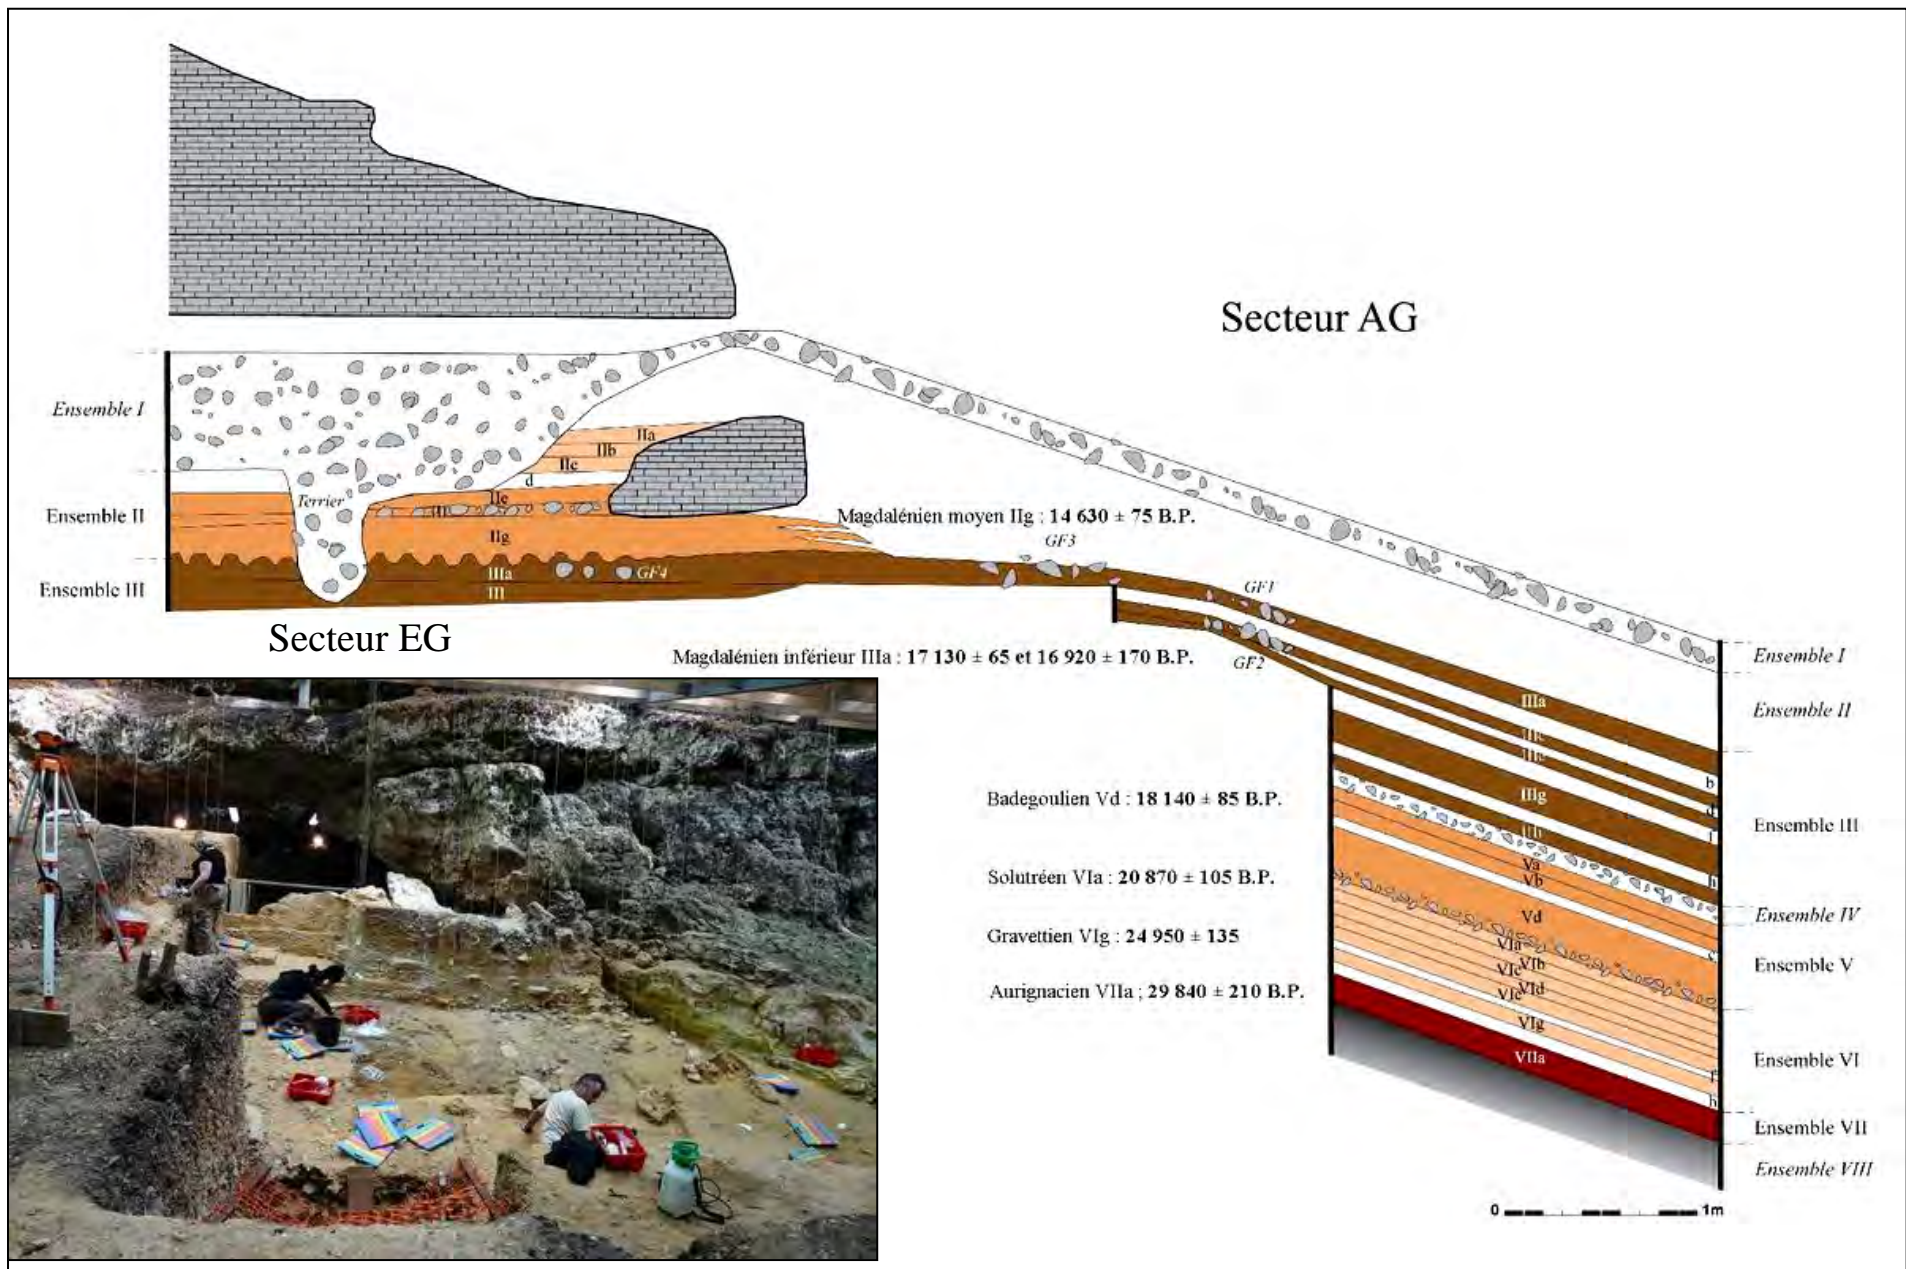 Secteur AG
Ensemble I
IIa
IIb
IIc
d
Terrier
IIe
Ensemble II
IIg
Magdalénien moyen IIg : 14 630 ± 75 B.P.
GF3
IIIa
GF4
Ensemble III
III
GF1
Secteur EG
GF2
Magdalénien inférieur IIIa : 17 130 ± 65 et 16 920 ± 170 B.P.
Ensemble I
IIIa
Ensemble II
IIIc
IIIe
b
d
f
Badegoulien Vd : 18 140 ± 85 B.P.
IIIg
Ensemble III
Va
Vb
h
Solutréen VIa : 20 870 ± 105 B.P.
Vd
Ensemble IV
Gravettien VIg : 24 950 ± 135
VIa
VIb
c
Ensemble V
VIc
VId
Aurignacien VIIa ; 29 840 ± 210 B.P.
VIe
VIg
VIIa
Ensemble VI
f
h
Ensemble VII
Ensemble VIII
0 1m